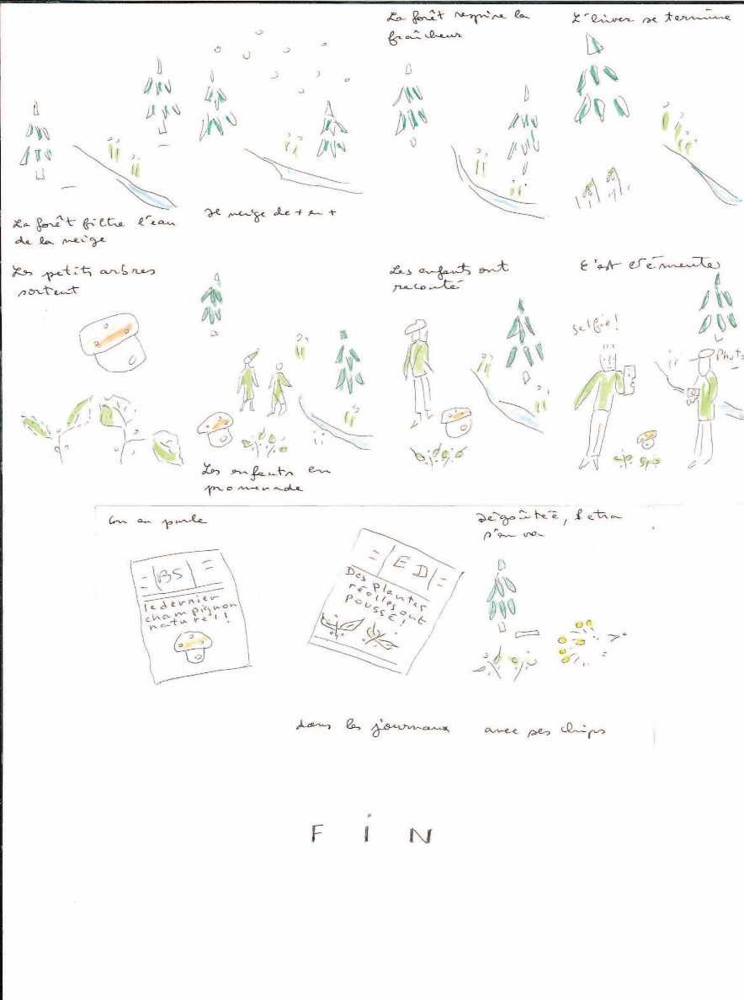 La forêt respire la
fraîcheur
L'hiver se termine
La forêt filtre l'eau
de la neige
Il neige de + en +
Les petits arbres
sortent
Les enfants en
promenade
Les enfants ont
raconté
C'est
selfie!
Photo
On en parle
BS
le dernier
champignon
naturel!!
ED
Des Plantes
réelles ont
poussé!
dans les journaux
Dégoûtée,
s'en va
avec ses chips
FIN